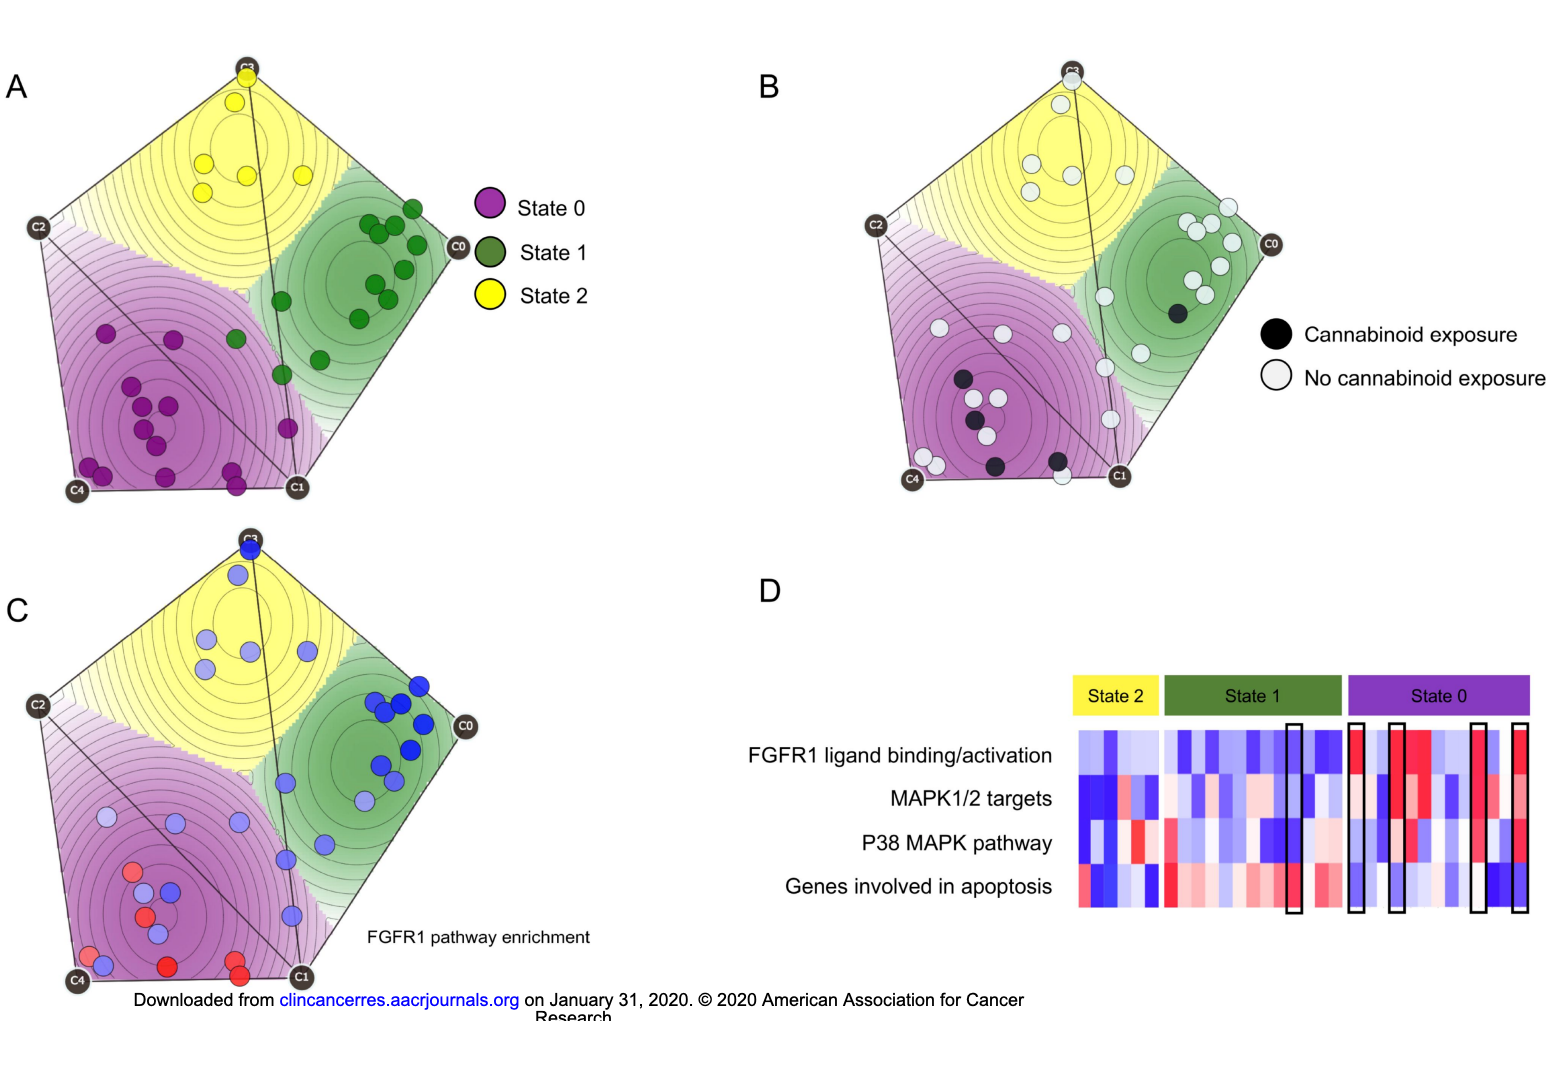 A
C3
C2
C0
C4
C1
State 0
State 1
State 2
B
C3
C2
C0
C4
C1
Cannabinoid exposure
No cannabinoid exposure
C
C3
C2
C0
C4
C1
FGFR1 pathway enrichment
D
State 2 State 1 State 0
FGFR1 ligand binding/activation
MAPK1/2 targets
P38 MAPK pathway
Genes involved in apoptosis
Downloaded from clincancerres.aacrjournals.org on January 31, 2020. © 2020 American Association for Cancer
Research